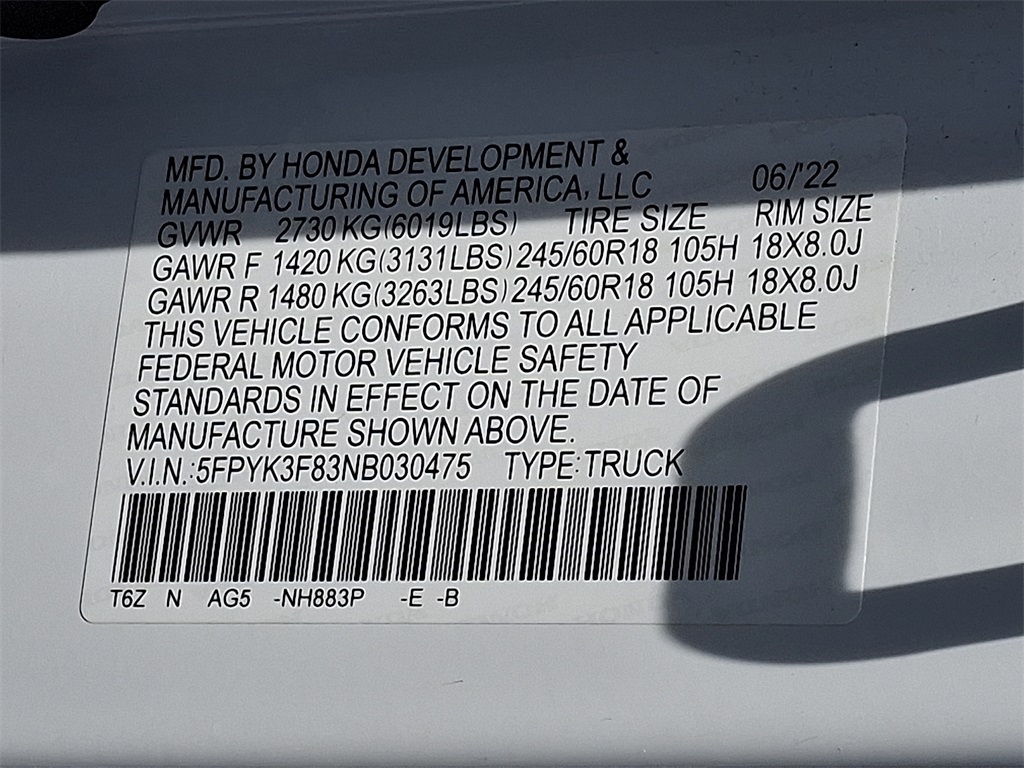 MFD. BY HONDA DEVELOPMENT &
MANUFACTURING OF AMERICA, LLC 06/'22
GVWR 2730 KG(6019LBS) TIRE SIZE RIM SIZE
GAWR F 1420 KG(3131LBS) 245/60R18 105H 18X8.0J
GAWR R 1480 KG(3263LBS) 245/60R18 105H 18X8.0J
THIS VEHICLE CONFORMS TO ALL APPLICABLE
FEDERAL MOTOR VEHICLE SAFETY
STANDARDS IN EFFECT ON THE DATE OF
MANUFACTURE SHOWN ABOVE.
V.I.N.:5FPYK3F83NB030475 TYPE:TRUCK
T6Z N AG5 -NH883P -E -B